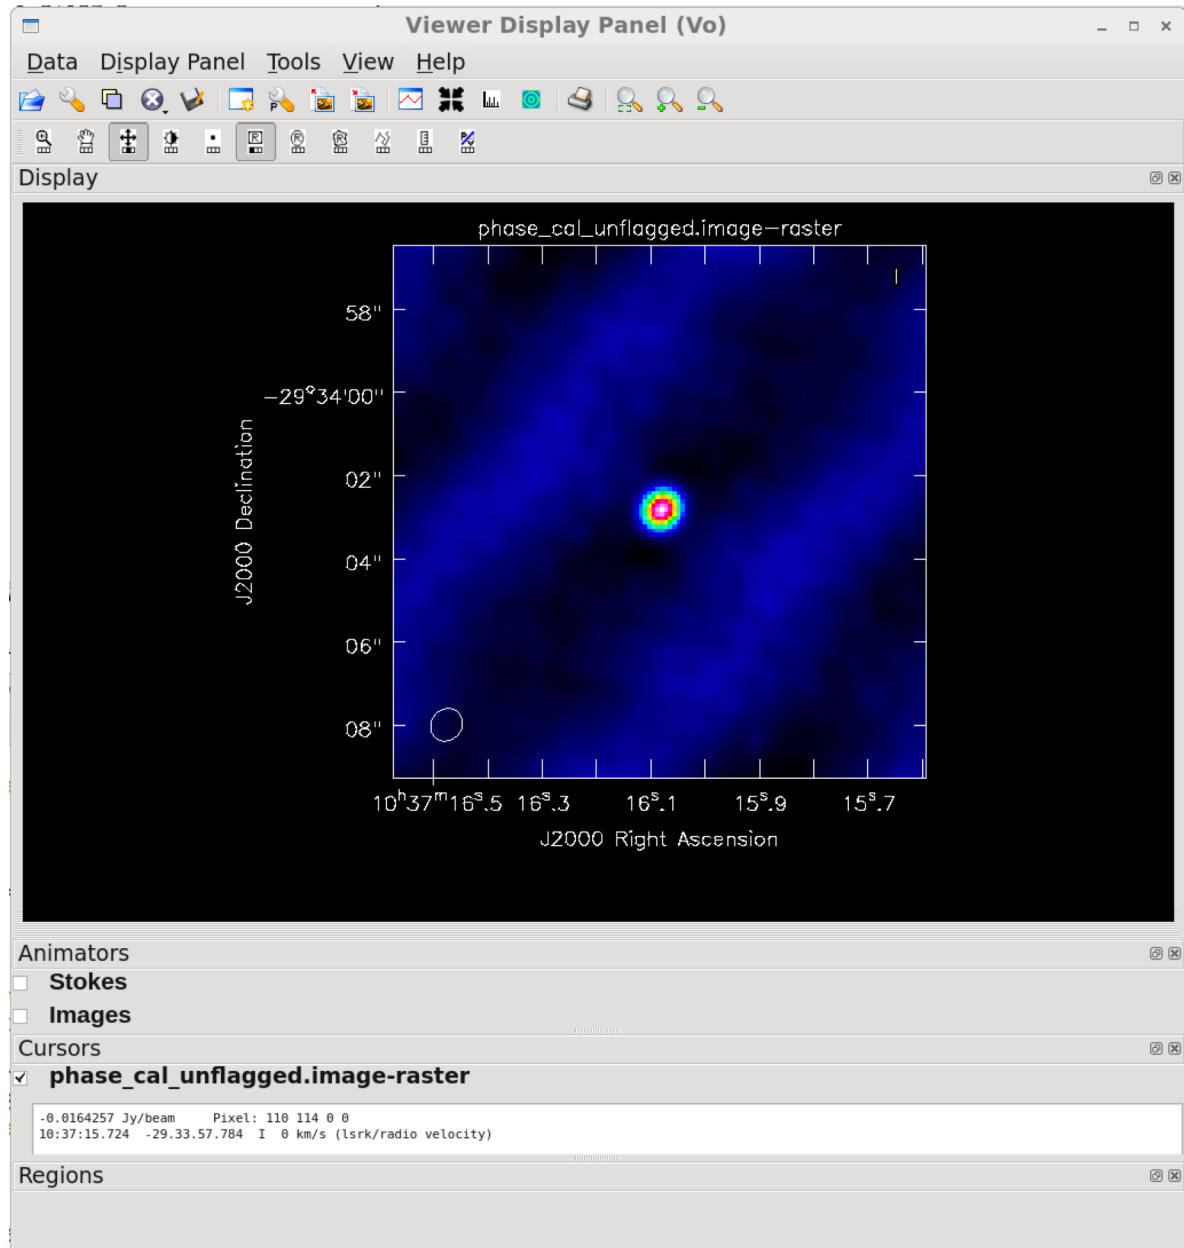 Viewer Display Panel (Vo)
Data Display Panel Tools View Help
Display
phase_cal_unflagged.image-raster
I
58"
-29°34'00"
02"
04"
06"
08"
J2000 Declination
10ʰ37ᵐ16ˢ.5 16ˢ.3 16ˢ.1 15ˢ.9 15ˢ.7
J2000 Right Ascension
Animators
Stokes
Images
Cursors
phase_cal_unflagged.image-raster
-0.0164257 Jy/beam Pixel: 110 114 0 0
10:37:15.724 -29.33.57.784 I 0 km/s (lsrk/radio velocity)
Regions